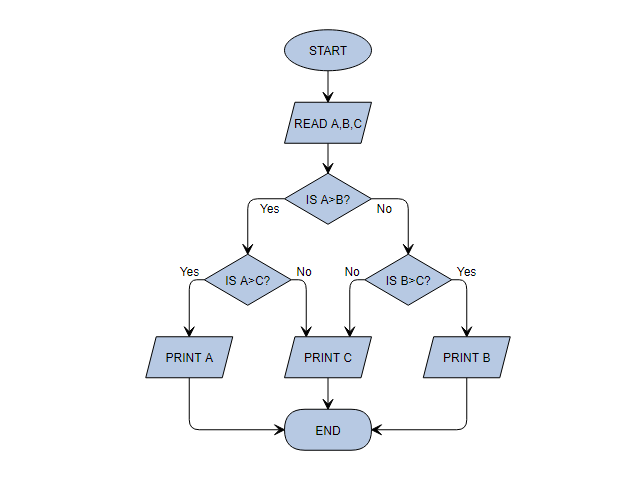 START
READ A,B,C
IS A>B?
Yes
No
Yes
IS A>C?
No
No
IS B>C?
Yes
PRINT A
PRINT C
PRINT B
END